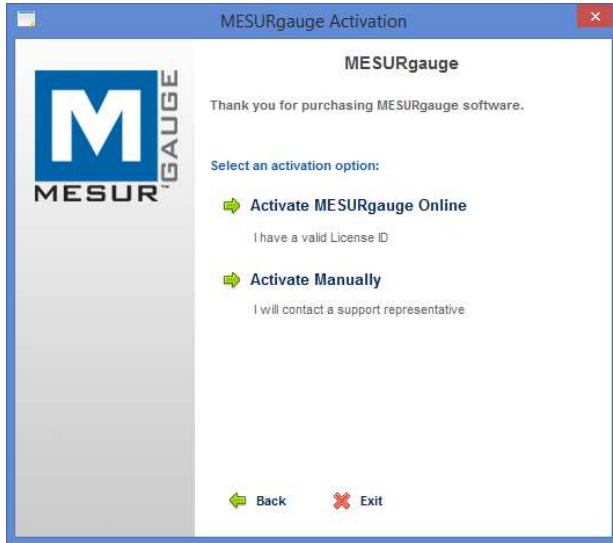 MESURgauge Activation
M
GAUGE
MESUR™
MESURgauge
Thank you for purchasing MESURgauge software.
Select an activation option:
Activate MESURgauge Online
I have a valid License ID
Activate Manually
I will contact a support representative
Back
Exit